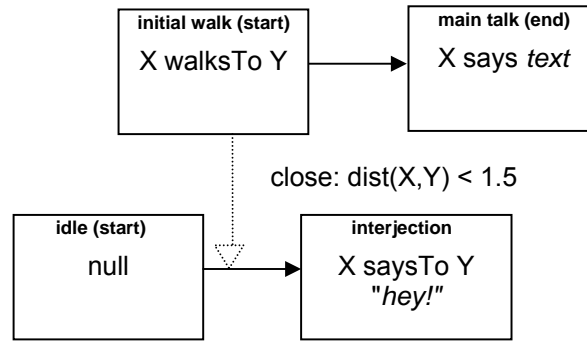 initial walk (start)
X walksTo Y
main talk (end)
X says text
close: dist(X,Y) < 1.5
idle (start)
null
interjection
X saysTo Y
"hey!"